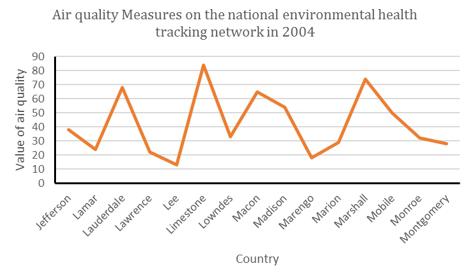 Air quality Measures on the national environmental health
tracking network in 2004
Value of air quality
90
80
70
60
50
40
30
20
10
0
Jefferson
Lamar
Lauderdale
Lawrence
Lee
Limestone
Lowndes
Macon
Madison
Marengo
Marion
Marshall
Mobile
Monroe
Montgomery
Country